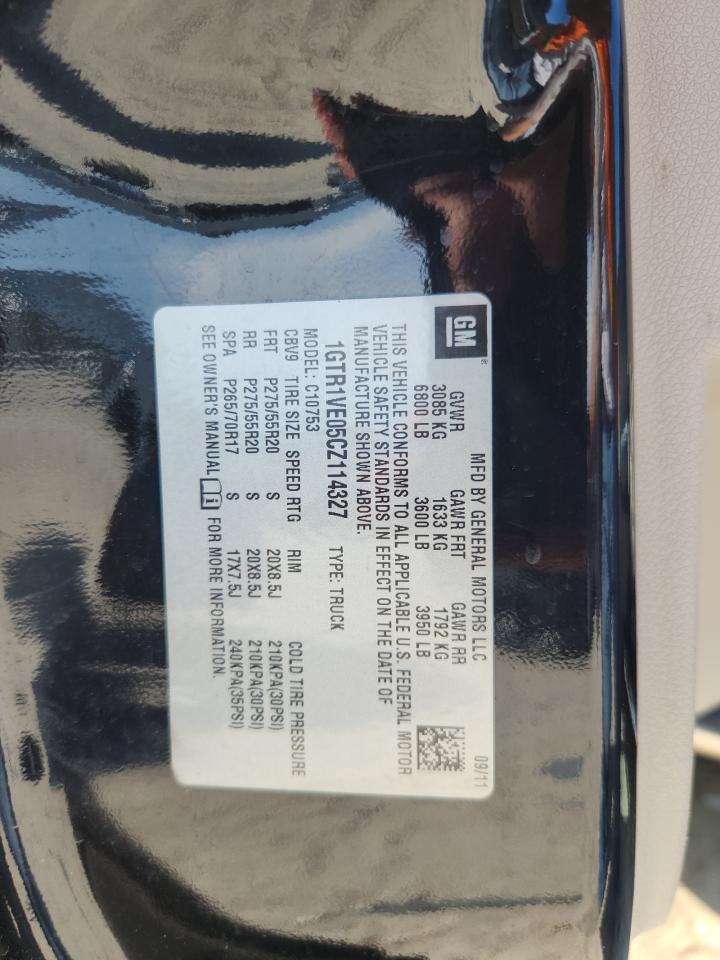 GM®
MFD BY GENERAL MOTORS LLC 09/11
GVWR GAWR FRT GAWR RR
3085 KG 1633 KG 1792 KG
6800 LB 3600 LB 3950 LB
THIS VEHICLE CONFORMS TO ALL APPLICABLE U.S. FEDERAL MOTOR
VEHICLE SAFETY STANDARDS IN EFFECT ON THE DATE OF
MANUFACTURE SHOWN ABOVE.
1GTR1VE05CZ114327 TYPE: TRUCK
MODEL: C10753
CBV9 TIRE SIZE SPEED RTG RIM COLD TIRE PRESSURE
FRT P275/55R20 S 20X8.5J 210KPA(30PSI)
RR P275/55R20 S 20X8.5J 210KPA(30PSI)
SPA P265/70R17 S 17X7.5J 240KPA(35PSI)
SEE OWNER'S MANUAL i FOR MORE INFORMATION.